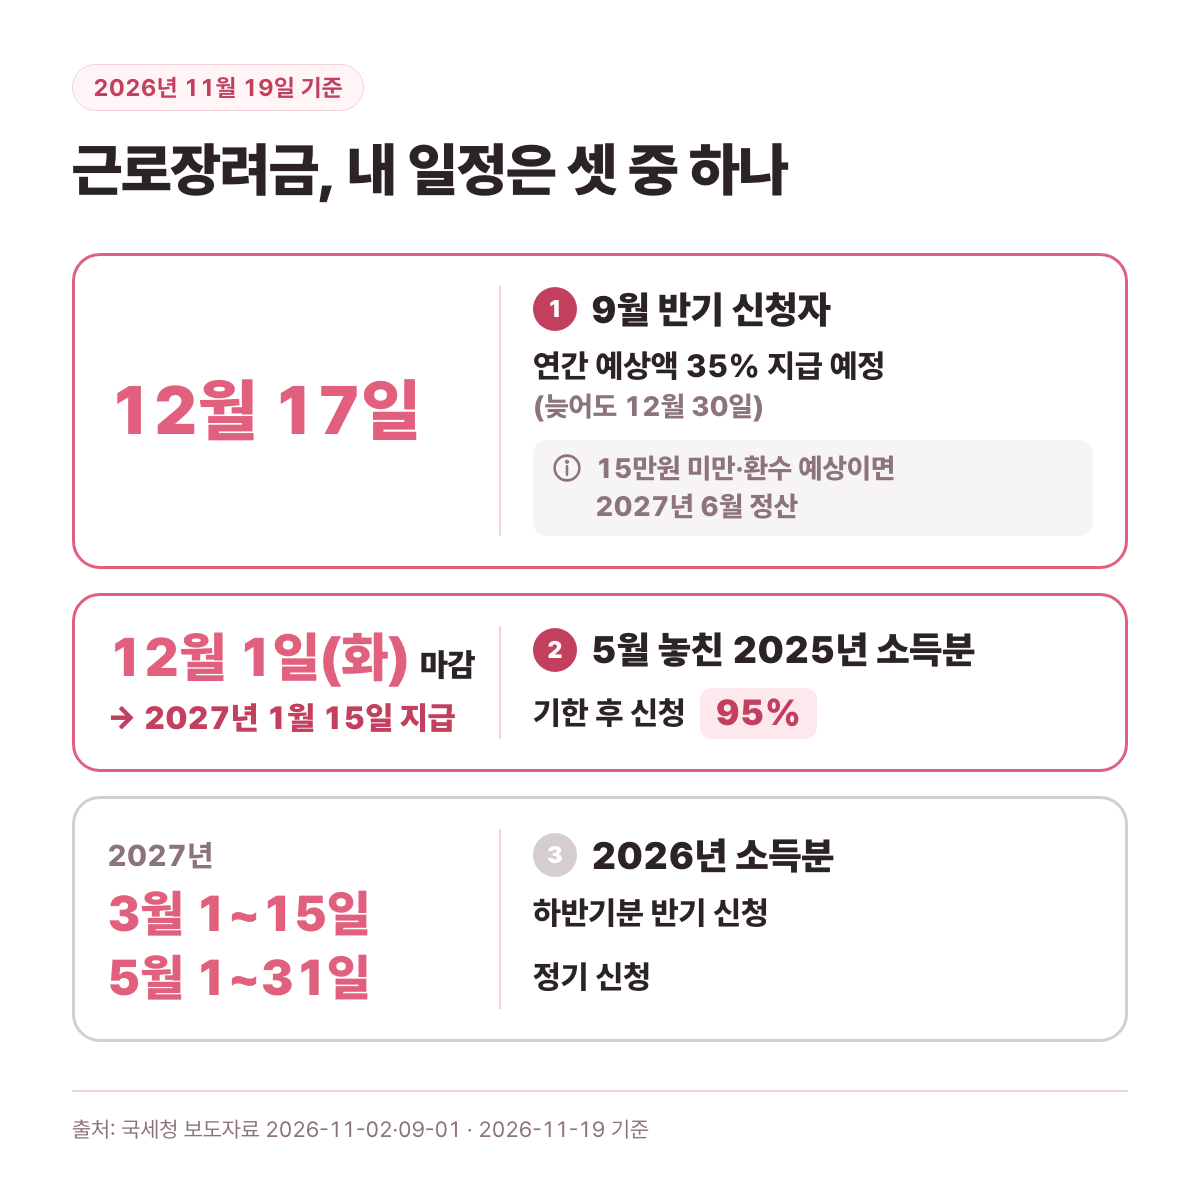 2026년 11월 19일 기준
근로장려금, 내 일정은 셋 중 하나
12월 17일
1 9월 반기 신청자
연간 예상액 35% 지급 예정
(늦어도 12월 30일)
15만원 미만·환수 예상이면
2027년 6월 정산
12월 1일(화) 마감
→ 2027년 1월 15일 지급
2 5월 놓친 2025년 소득분
기한 후 신청 95%
2027년
3월 1~15일
5월 1~31일
3 2026년 소득분
하반기분 반기 신청
정기 신청
출처: 국세청 보도자료 2026-11-02·09-01 · 2026-11-19 기준